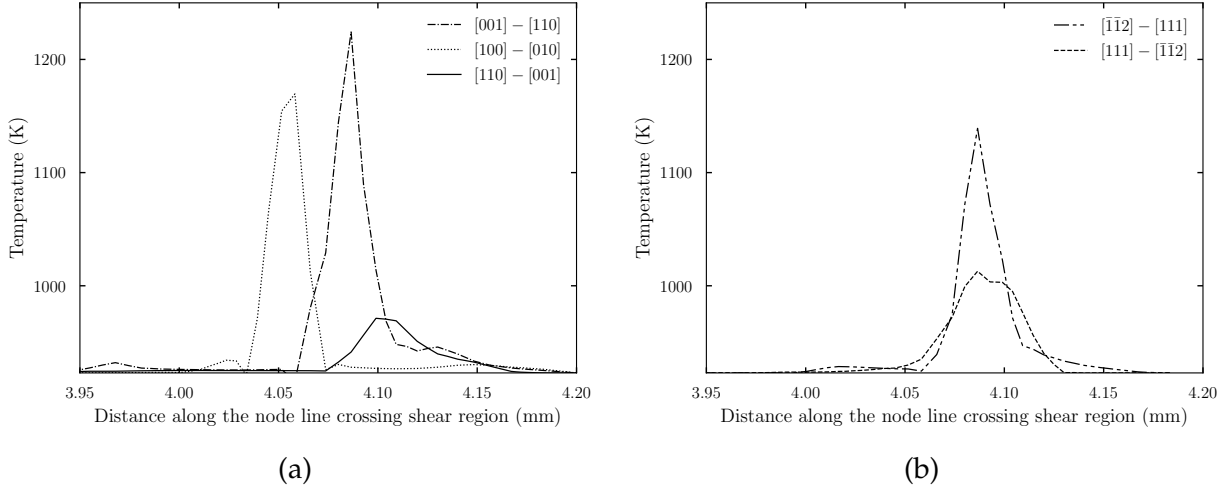 1200
1100
1000
3.95 4.00 4.05 4.10 4.15 4.20
Temperature (K)
Distance along the node line crossing shear region (mm)
[001] − [110]
[100] − [010]
[110] − [001]
(a)
1200
1100
1000
3.95 4.00 4.05 4.10 4.15 4.20
Temperature (K)
Distance along the node line crossing shear region (mm)
[1̄1̄2] − [111]
[111] − [1̄1̄2]
(b)